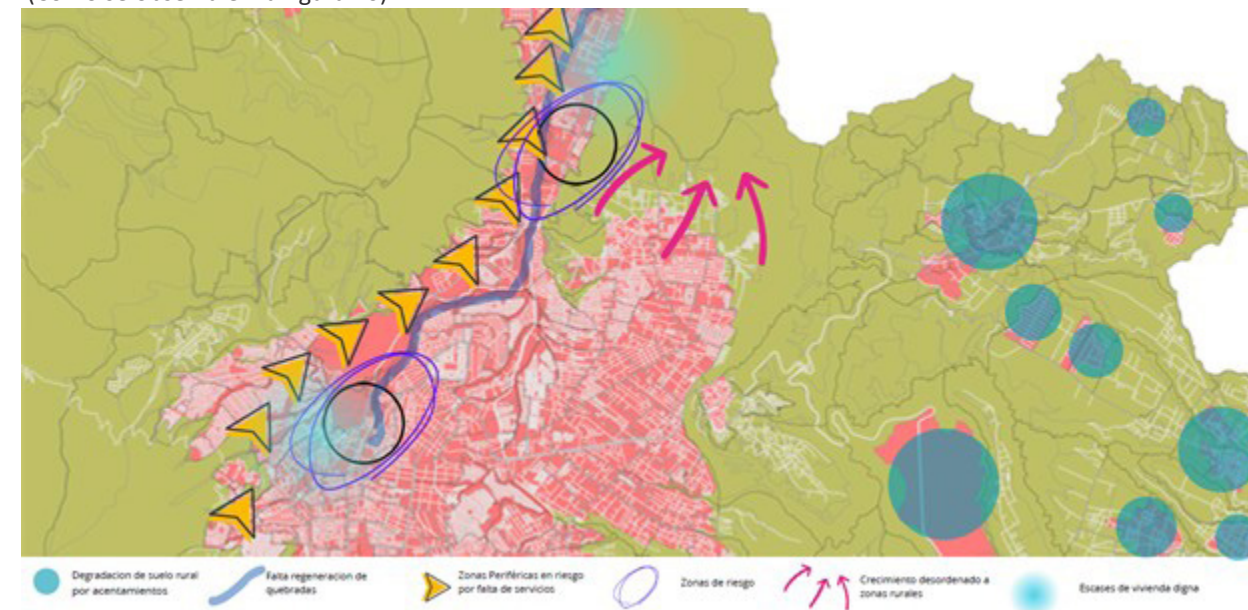 Degradacion de suelo rural
por acentamientos
Falta regeneracion de
quebradas
Zonas Periféricas en riesgo
por falta de servicios
Zonas de riesgo
Crecimiento desordenado a
zonas rurales
Escases de vivienda digna